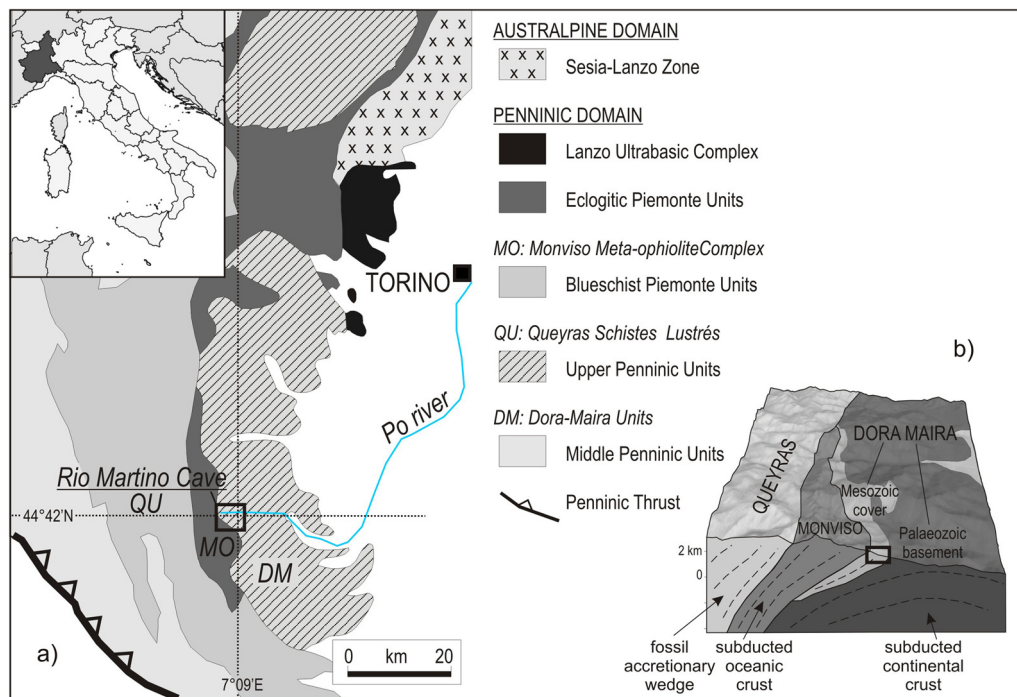 TORINO
Po river
Rio Martino Cave
QU
44°42'N
MO
DM
a)
0 km 20
7°09'E
AUSTRALPINE DOMAIN
x x x x
x x x
Sesia-Lanzo Zone
PENNINIC DOMAIN
Lanzo Ultrabasic Complex
Eclogitic Piemonte Units
MO: Monviso Meta-ophioliteComplex
Blueschist Piemonte Units
QU: Queyras Schistes Lustrés
Upper Penninic Units
DM: Dora-Maira Units
Middle Penninic Units
Penninic Thrust
b)
QUEYRAS
DORA MAIRA
Mesozoic
cover
MONVISO
Palaeozoic
basement
2 km
0
fossil
accretionary
wedge
subducted
oceanic
crust
subducted
continental
crust